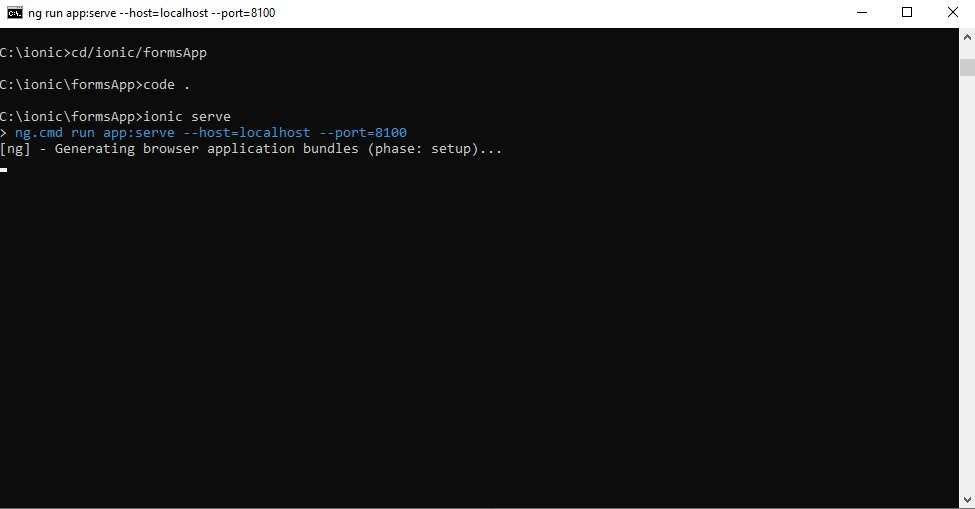 ng run app:serve --host=localhost --port=8100
C:\ionic>cd/ionic/formsApp
C:\ionic\formsApp>code .
C:\ionic\formsApp>ionic serve
> ng.cmd run app:serve --host=localhost --port=8100
[ng] - Generating browser application bundles (phase: setup)...